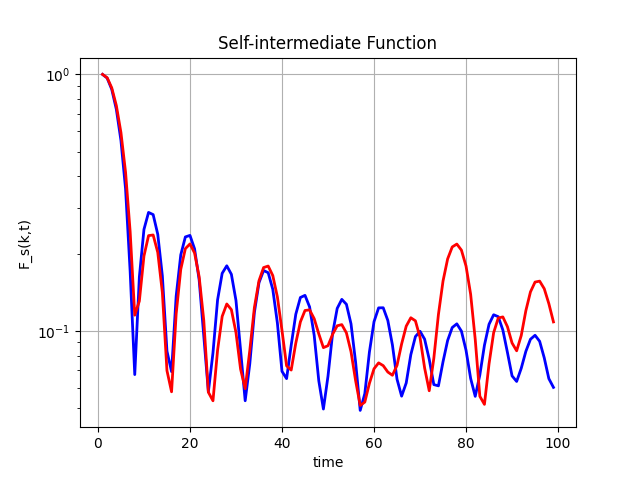 Self-intermediate Function
F_s(k,t)
10⁰
10⁻¹
0 20 40 60 80 100
time